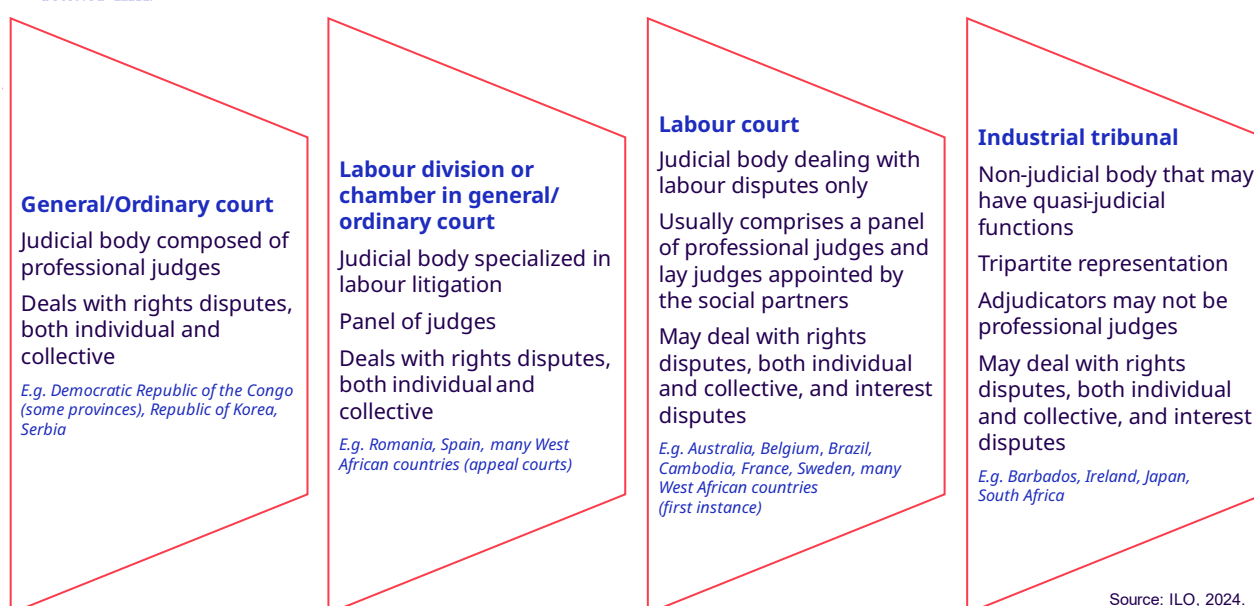 General/Ordinary court
Judicial body composed of
professional judges
Deals with rights disputes,
both individual and
collective
E.g. Democratic Republic of the Congo
(some provinces), Republic of Korea,
Serbia
Labour division or
chamber in general/
ordinary court
Judicial body specialized in
labour litigation
Panel of judges
Deals with rights disputes,
both individual and
collective
E.g. Romania, Spain, many West
African countries (appeal courts)
Labour court
Judicial body dealing with
labour disputes only
Usually comprises a panel
of professional judges and
lay judges appointed by
the social partners
May deal with rights
disputes, both individual
and collective, and interest
disputes
E.g. Australia, Belgium, Brazil,
Cambodia, France, Sweden, many
West African countries
(first instance)
Industrial tribunal
Non-judicial body that may
have quasi-judicial
functions
Tripartite representation
Adjudicators may not be
professional judges
May deal with rights
disputes, both individual
and collective, and interest
disputes
E.g. Barbados, Ireland, Japan,
South Africa
Source: ILO, 2024.